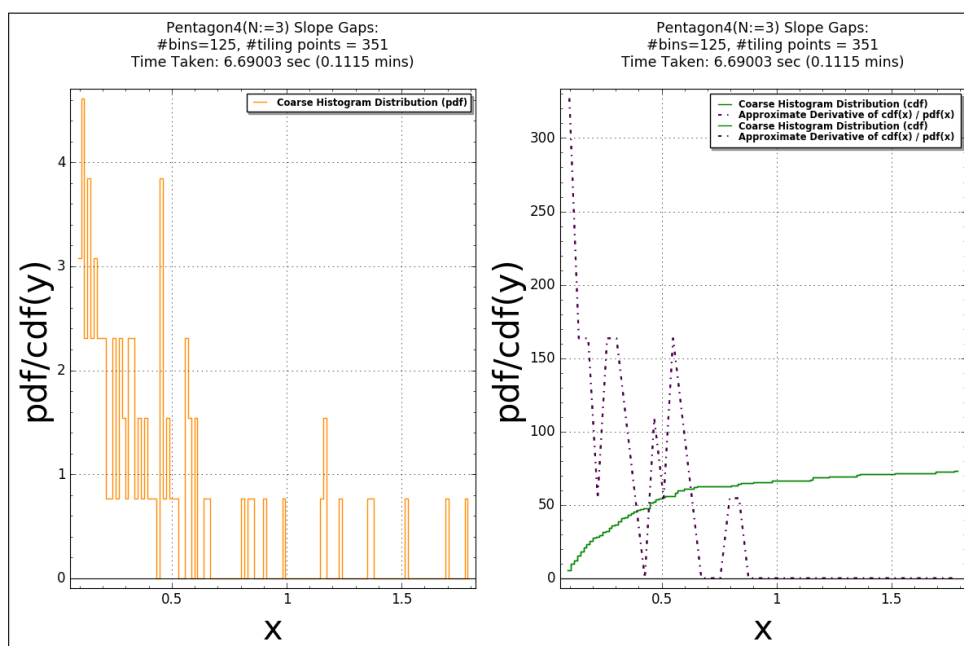 Pentagon4(N:=3) Slope Gaps:
#bins=125, #tiling points = 351
Time Taken: 6.69003 sec (0.1115 mins)
Coarse Histogram Distribution (pdf)
pdf/cdf(y)
4
3
2
1
0
0.5
1
1.5
x
Pentagon4(N:=3) Slope Gaps:
#bins=125, #tiling points = 351
Time Taken: 6.69003 sec (0.1115 mins)
Coarse Histogram Distribution (cdf)
Approximate Derivative of cdf(x) / pdf(x)
Coarse Histogram Distribution (cdf)
Approximate Derivative of cdf(x) / pdf(x)
pdf/cdf(y)
300
250
200
150
100
50
0
0.5
1
1.5
x